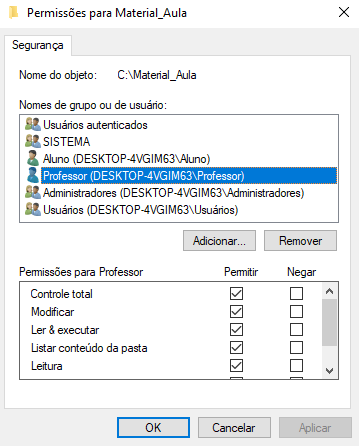 Permissões para Material_Aula
Segurança
Nome do objeto: C:\Material_Aula
Nomes de grupo ou de usuário:
Usuários autenticados
SISTEMA
Aluno (DESKTOP-4VGIM63\Aluno)
Professor (DESKTOP-4VGIM63\Professor)
Administradores (DESKTOP-4VGIM63\Administradores)
Usuários (DESKTOP-4VGIM63\Usuários)
Adicionar... Remover
Permissões para Professor Permitir Negar
Controle total
Modificar
Ler & executar
Listar conteúdo da pasta
Leitura
OK Cancelar Aplicar